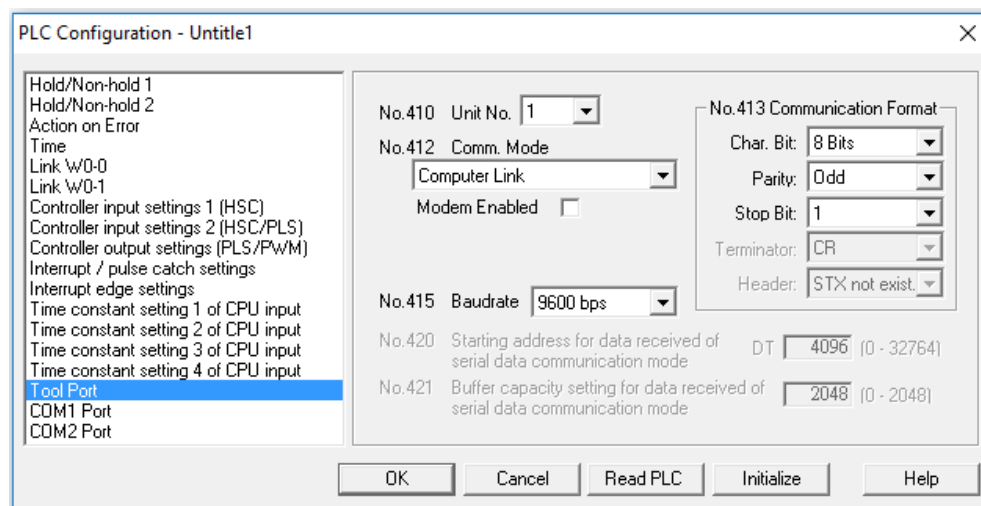 PLC Configuration - Untitle1
Hold/Non-hold 1
Hold/Non-hold 2
Action on Error
Time
Link W0-0
Link W0-1
Controller input settings 1 (HSC)
Controller input settings 2 (HSC/PLS)
Controller output settings (PLS/PWM)
Interrupt / pulse catch settings
Interrupt edge settings
Time constant setting 1 of CPU input
Time constant setting 2 of CPU input
Time constant setting 3 of CPU input
Time constant setting 4 of CPU input
Tool Port
COM1 Port
COM2 Port
No.410 Unit No. 1
No.412 Comm. Mode
Computer Link
Modem Enabled
No.415 Baudrate 9600 bps
No.413 Communication Format
Char. Bit: 8 Bits
Parity: Odd
Stop Bit: 1
Terminator: CR
Header: STX not exist.
No.420 Starting address for data received of
serial data communication mode
DT 4096 (0 - 32764)
No.421 Buffer capacity setting for data received of
serial data communication mode
2048 (0 - 2048)
OK Cancel Read PLC Initialize Help